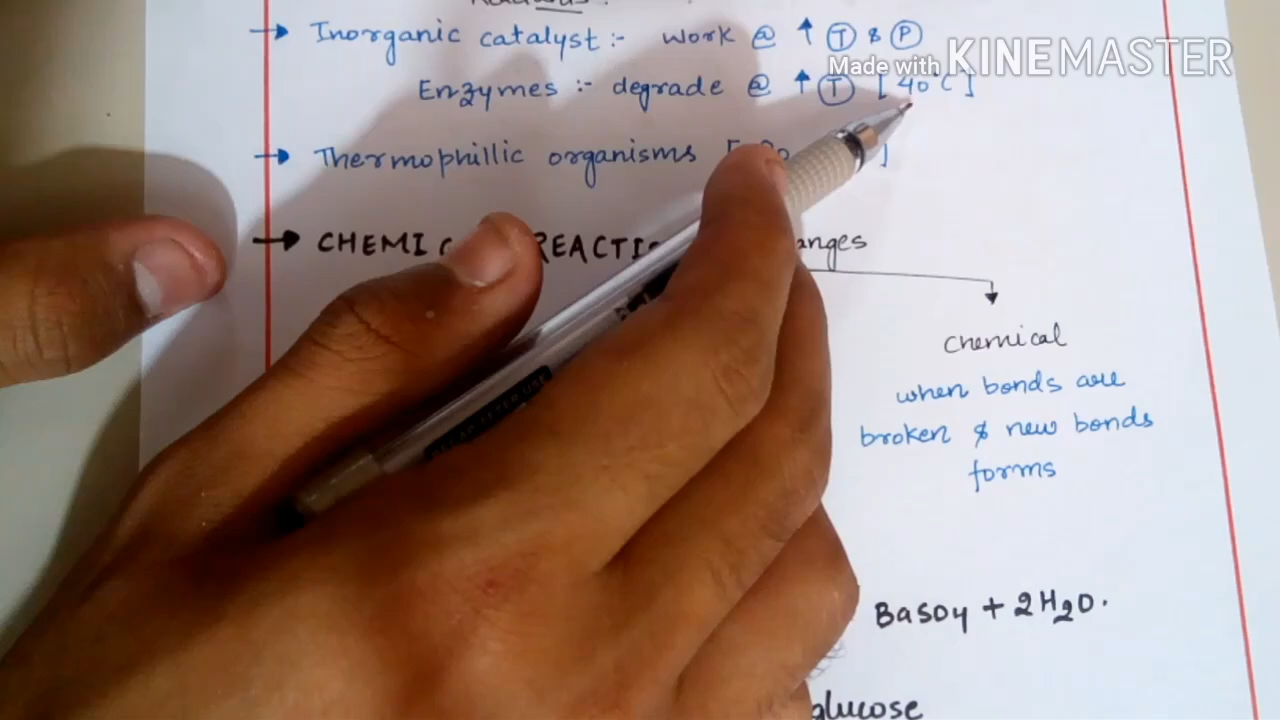 → Inorganic catalyst :- work @ ↑ T & P
Made with KINEMASTER
Enzymes :- degrade @ ↑ T [40°C]
→ Thermophillic organisms [ ]
→ CHEMIC REACTI anges
Chemical
when bonds are
broken & new bonds
forms
BaSO4 + 2H2O.
glucose